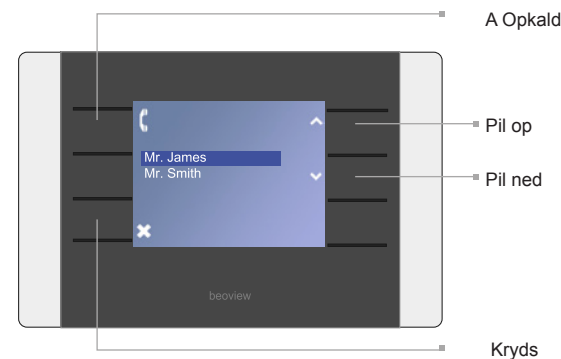 A Opkald
Pil op
Mr. James
Mr. Smith
Pil ned
beoview
Kryds